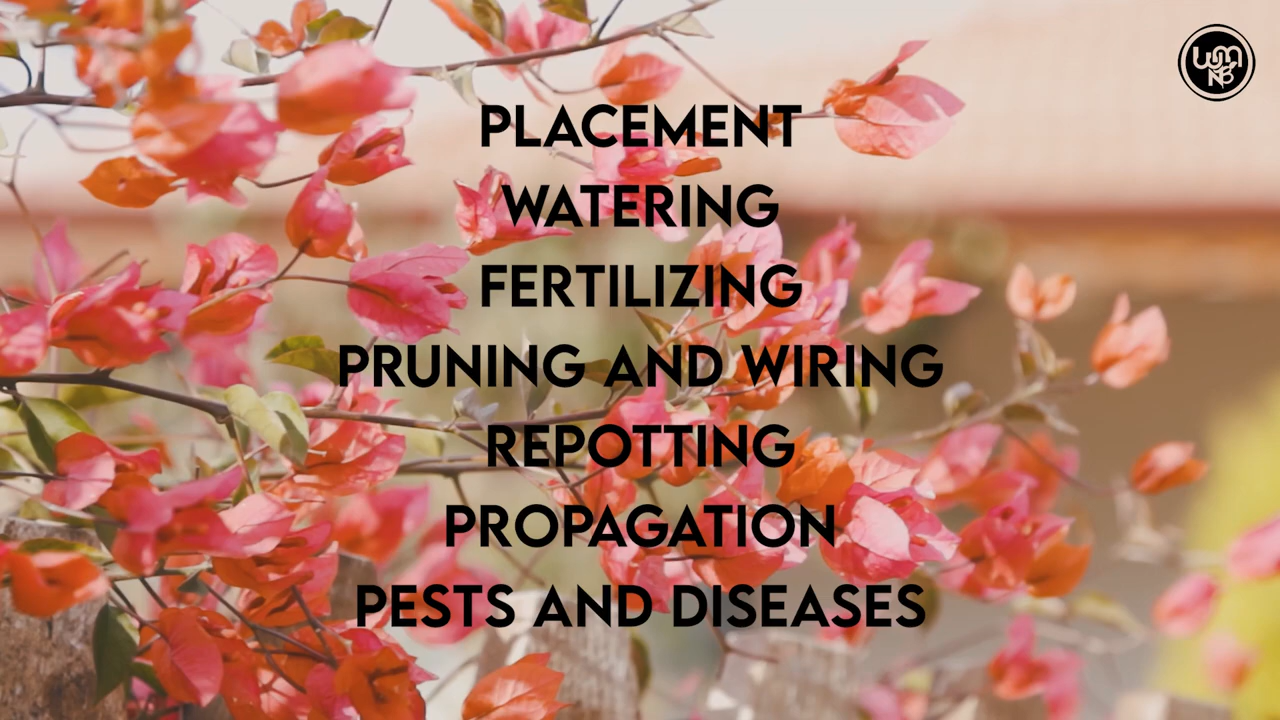 PLACEMENT
WATERING
FERTILIZING
PRUNING AND WIRING
REPOTTING
PROPAGATION
PESTS AND DISEASES